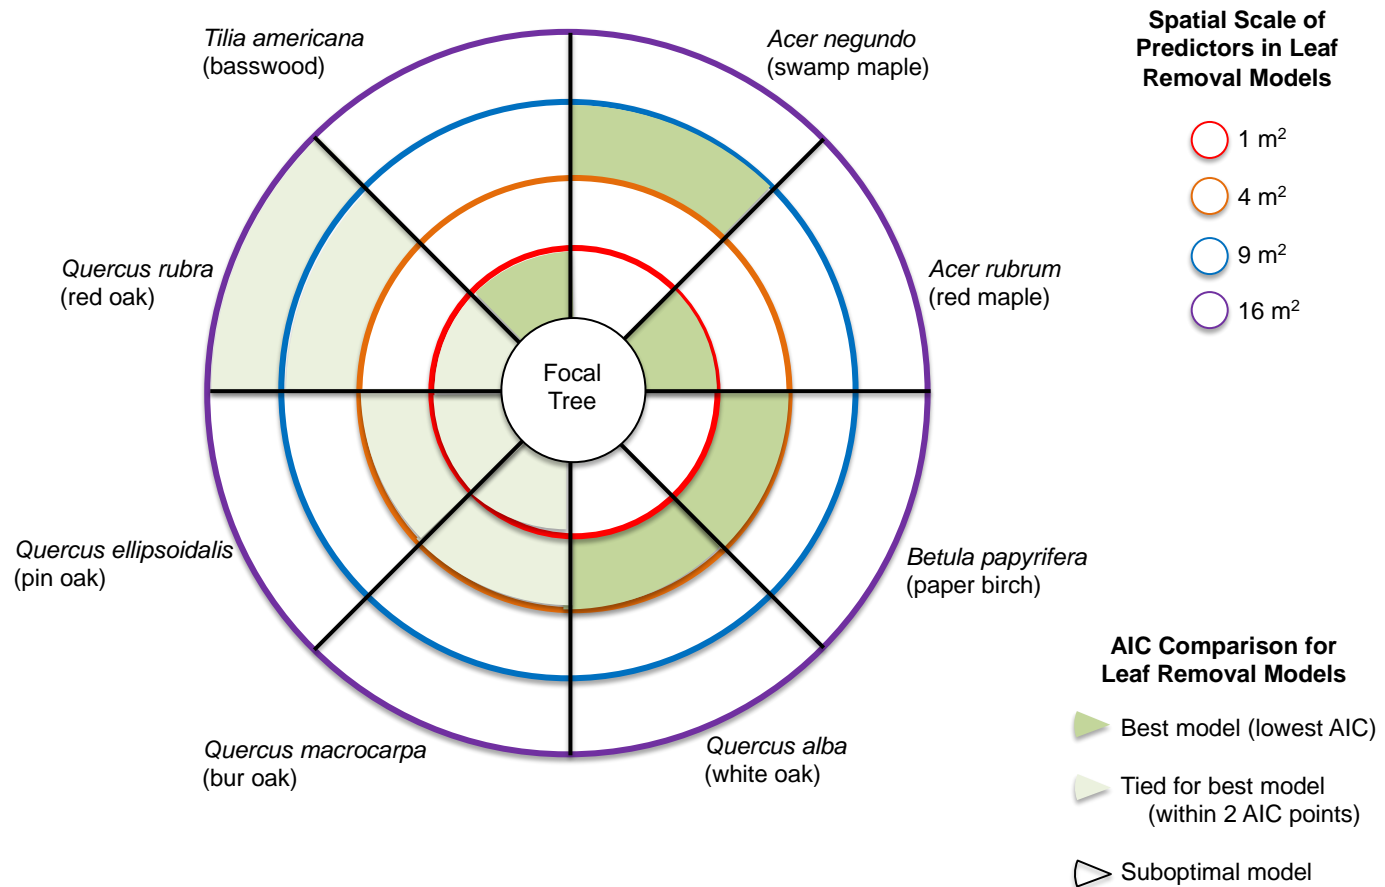 Tilia americana
(basswood)
Acer negundo
(swamp maple)
Quercus rubra
(red oak)
Acer rubrum
(red maple)
Focal
Tree
Quercus ellipsoidalis
(pin oak)
Betula papyrifera
(paper birch)
Quercus macrocarpa
(bur oak)
Quercus alba
(white oak)
Spatial Scale of
Predictors in Leaf
Removal Models
1 m²
4 m²
9 m²
16 m²
AIC Comparison for
Leaf Removal Models
Best model (lowest AIC)
Tied for best model
(within 2 AIC points)
Suboptimal model